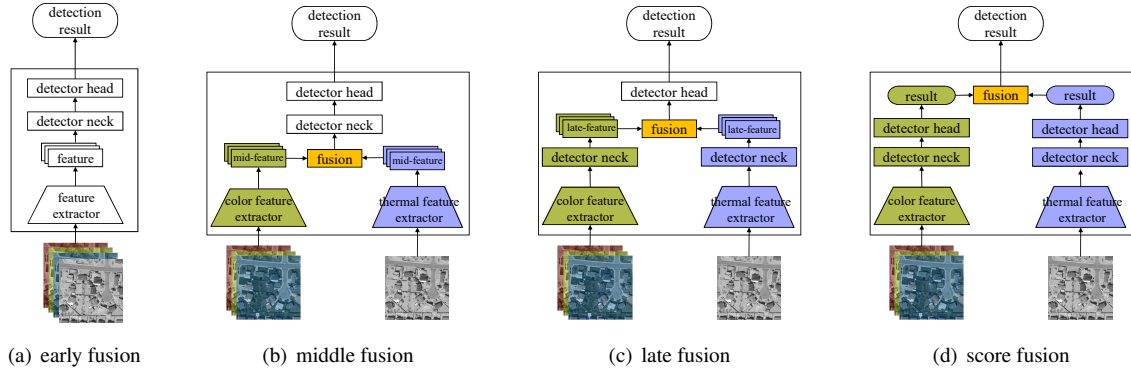 detection
result
detector head
detector neck
feature
feature
extractor
(a) early fusion
detection
result
detector head
detector neck
mid-feature
fusion
mid-feature
color feature
extractor
thermal feature
extractor
(b) middle fusion
detection
result
detector head
late-feature
fusion
late-feature
detector neck
detector neck
color feature
extractor
thermal feature
extractor
(c) late fusion
detection
result
result
fusion
result
detector head
detector head
detector neck
detector neck
color feature
extractor
thermal feature
extractor
(d) score fusion